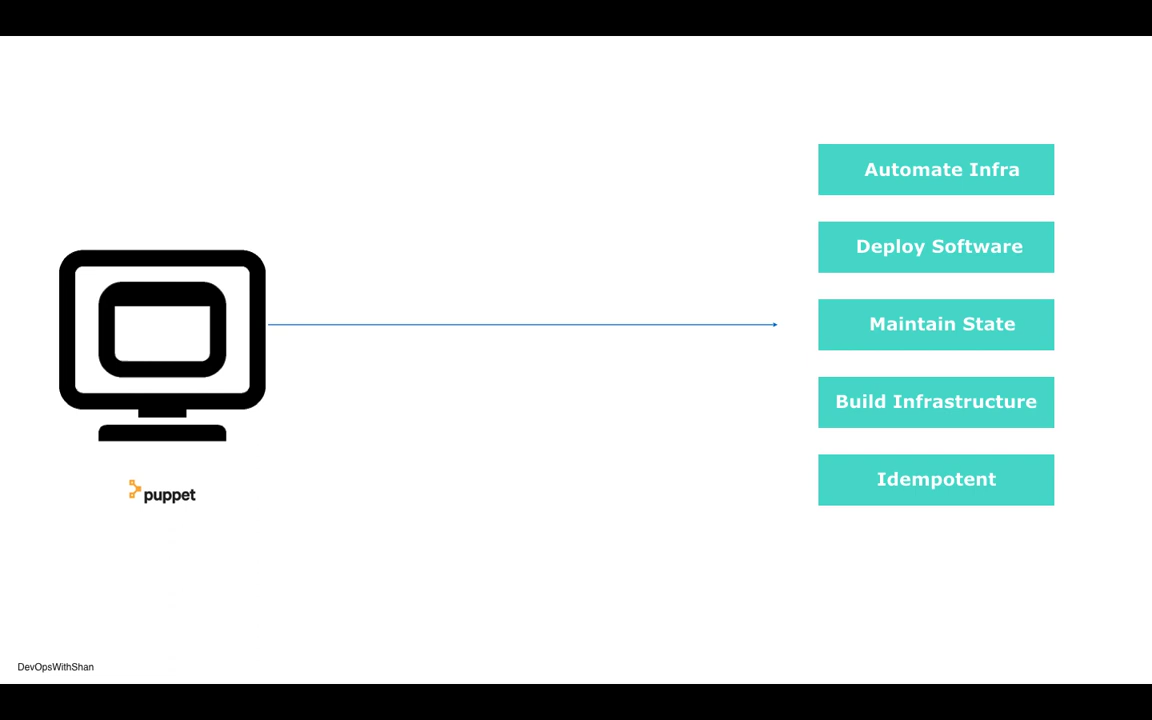 Automate Infra
Deploy Software
Maintain State
Build Infrastructure
Idempotent
puppet
DevOpsWithShan